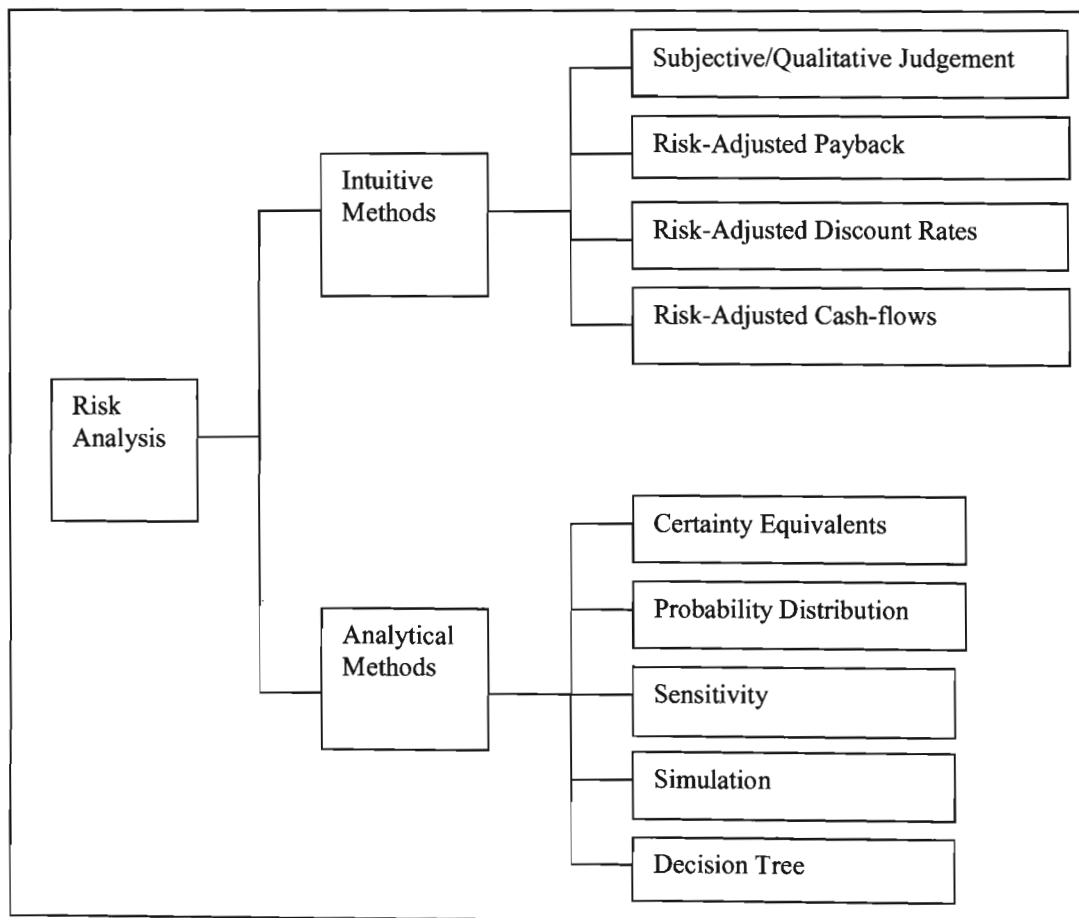 Risk
Analysis
Intuitive
Methods
Subjective/Qualitative Judgement
Risk-Adjusted Payback
Risk-Adjusted Discount Rates
Risk-Adjusted Cash-flows
Analytical
Methods
Certainty Equivalents
Probability Distribution
Sensitivity
Simulation
Decision Tree